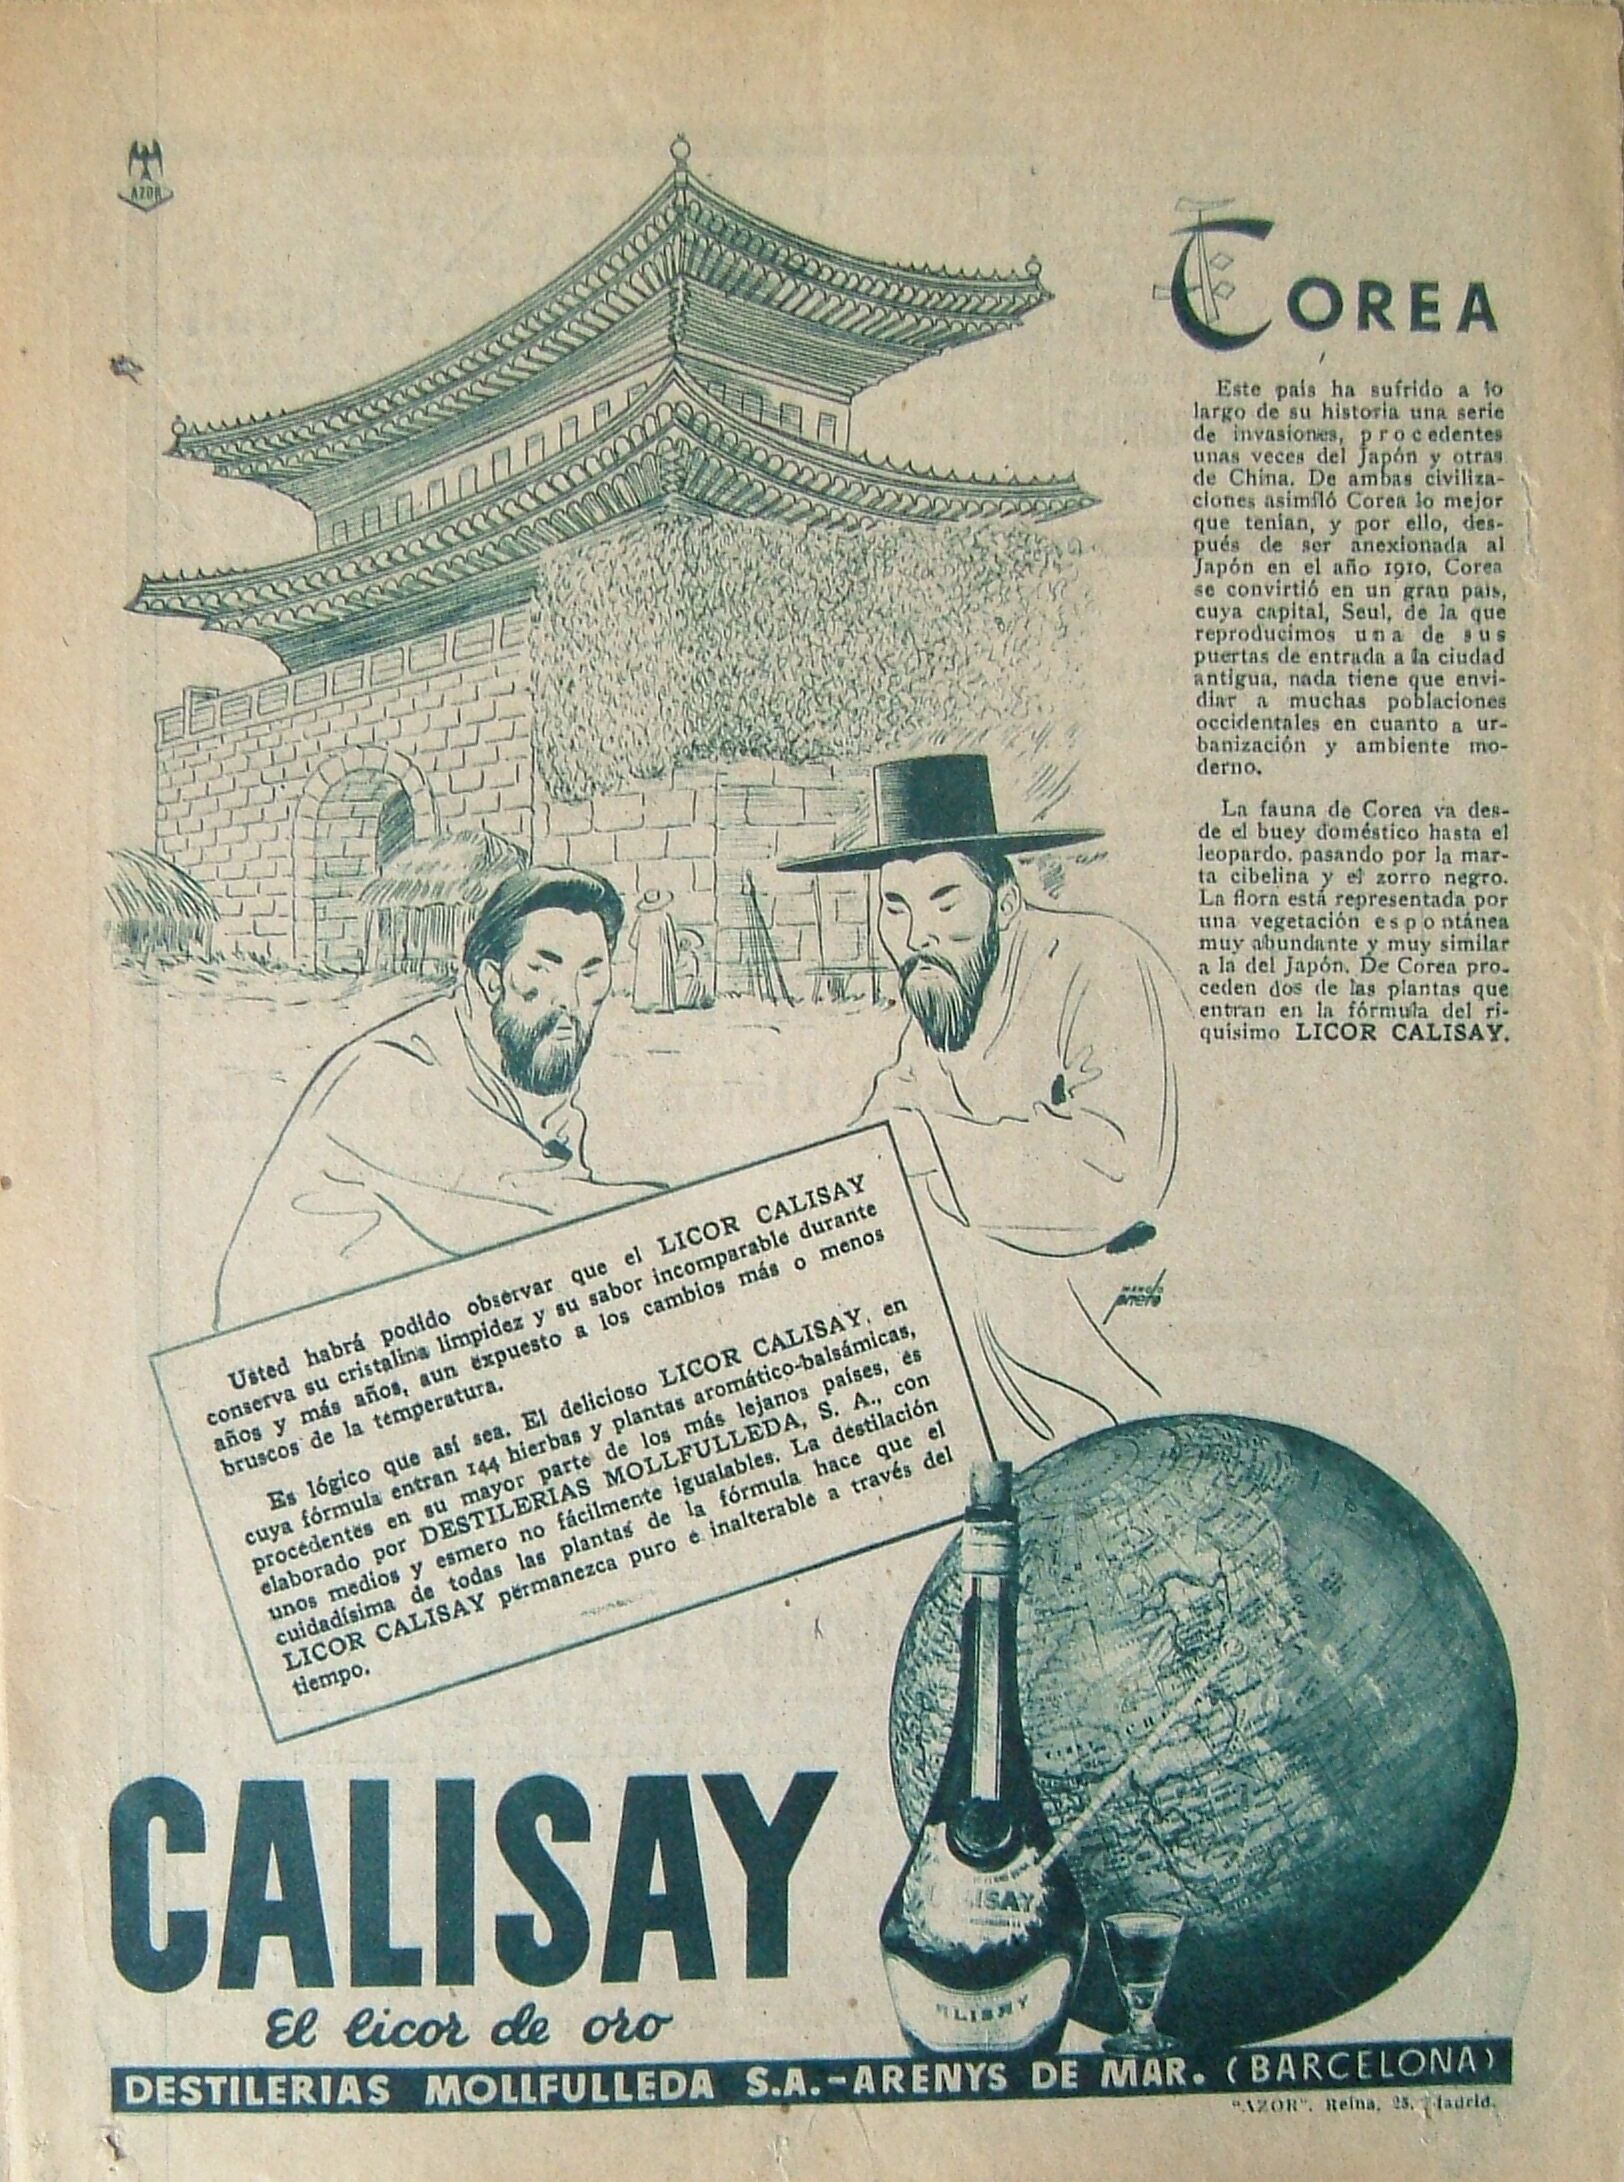 AZOR
COREA
Este país ha sufrido a lo
largo de su historia una serie
de invasiones, procedentes
unas veces del Japón y otras
de China. De ambas civiliza-
ciones asimiló Corea lo mejor
que tenían, y por ello, des-
pués de ser anexionada al
Japón en el año 1910, Corea
se convirtió en un gran país,
cuya capital, Seul, de la que
reproducimos una de sus
puertas de entrada a la ciudad
antigua, nada tiene que envi-
diar a muchas poblaciones
occidentales en cuanto a ur-
banización y ambiente mo-
derno.
La fauna de Corea va des-
de el buey doméstico hasta el
leopardo, pasando por la mar-
ta cibelina y el zorro negro.
La flora está representada por
una vegetación espontánea
muy abundante y muy similar
a la del Japón. De Corea pro-
ceden dos de las plantas que
entran en la fórmula del ri-
quísimo LICOR CALISAY.
Usted habrá podido observar que el LICOR CALISAY
conserva su cristalina limpidez y su sabor incomparable durante
años y más años, aun expuesto a los cambios más o menos
bruscos de la temperatura.
Es lógico que así sea. El delicioso LICOR CALISAY, en
cuya fórmula entran 144 hierbas y plantas aromático-balsámicas,
procedentes en su mayor parte de los más lejanos países, es
elaborado por DESTILERIAS MOLLFULLEDA, S. A., con
unos medios y esmero no fácilmente igualables. La destilación
cuidadísima de todas las plantas de la fórmula hace que el
LICOR CALISAY permanezca puro e inalterable a través del
tiempo.
MANOLO
prieto
CALISAY
ALISAY
CALISAY
El licor de oro
DESTILERIAS MOLLFULLEDA S.A.-ARENYS DE MAR. (BARCELONA)
"AZOR". Reina, 25. Madrid.